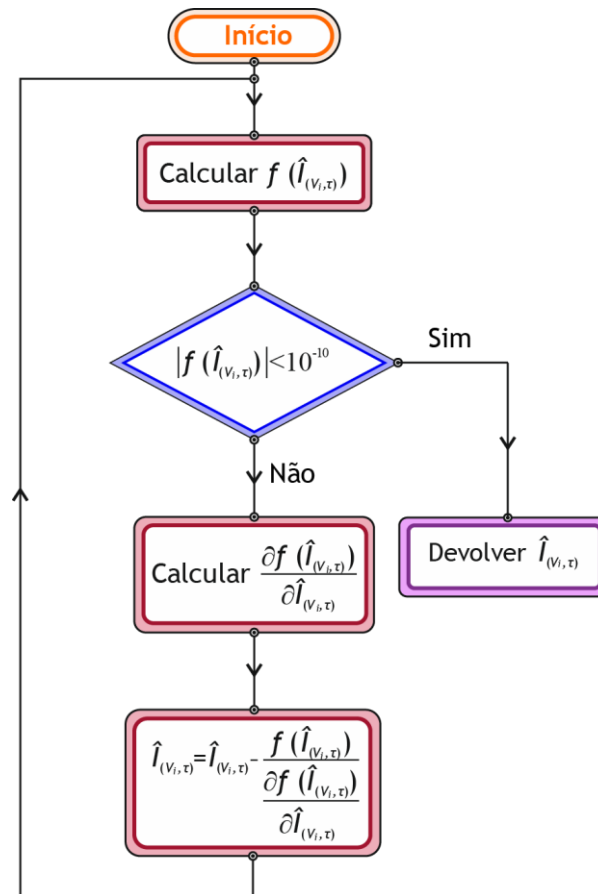 Início
Calcular f (Î(Vᵢ,τ))
|f (Î(Vᵢ,τ))|<10⁻¹⁰
Sim
Não
Calcular ∂f (Î(Vᵢ,τ))
∂Î(Vᵢ,τ)
Devolver Î(Vᵢ,τ)
Î(Vᵢ,τ)=Î(Vᵢ,τ)- f (Î(Vᵢ,τ))
∂f (Î(Vᵢ,τ))
∂Î(Vᵢ,τ)